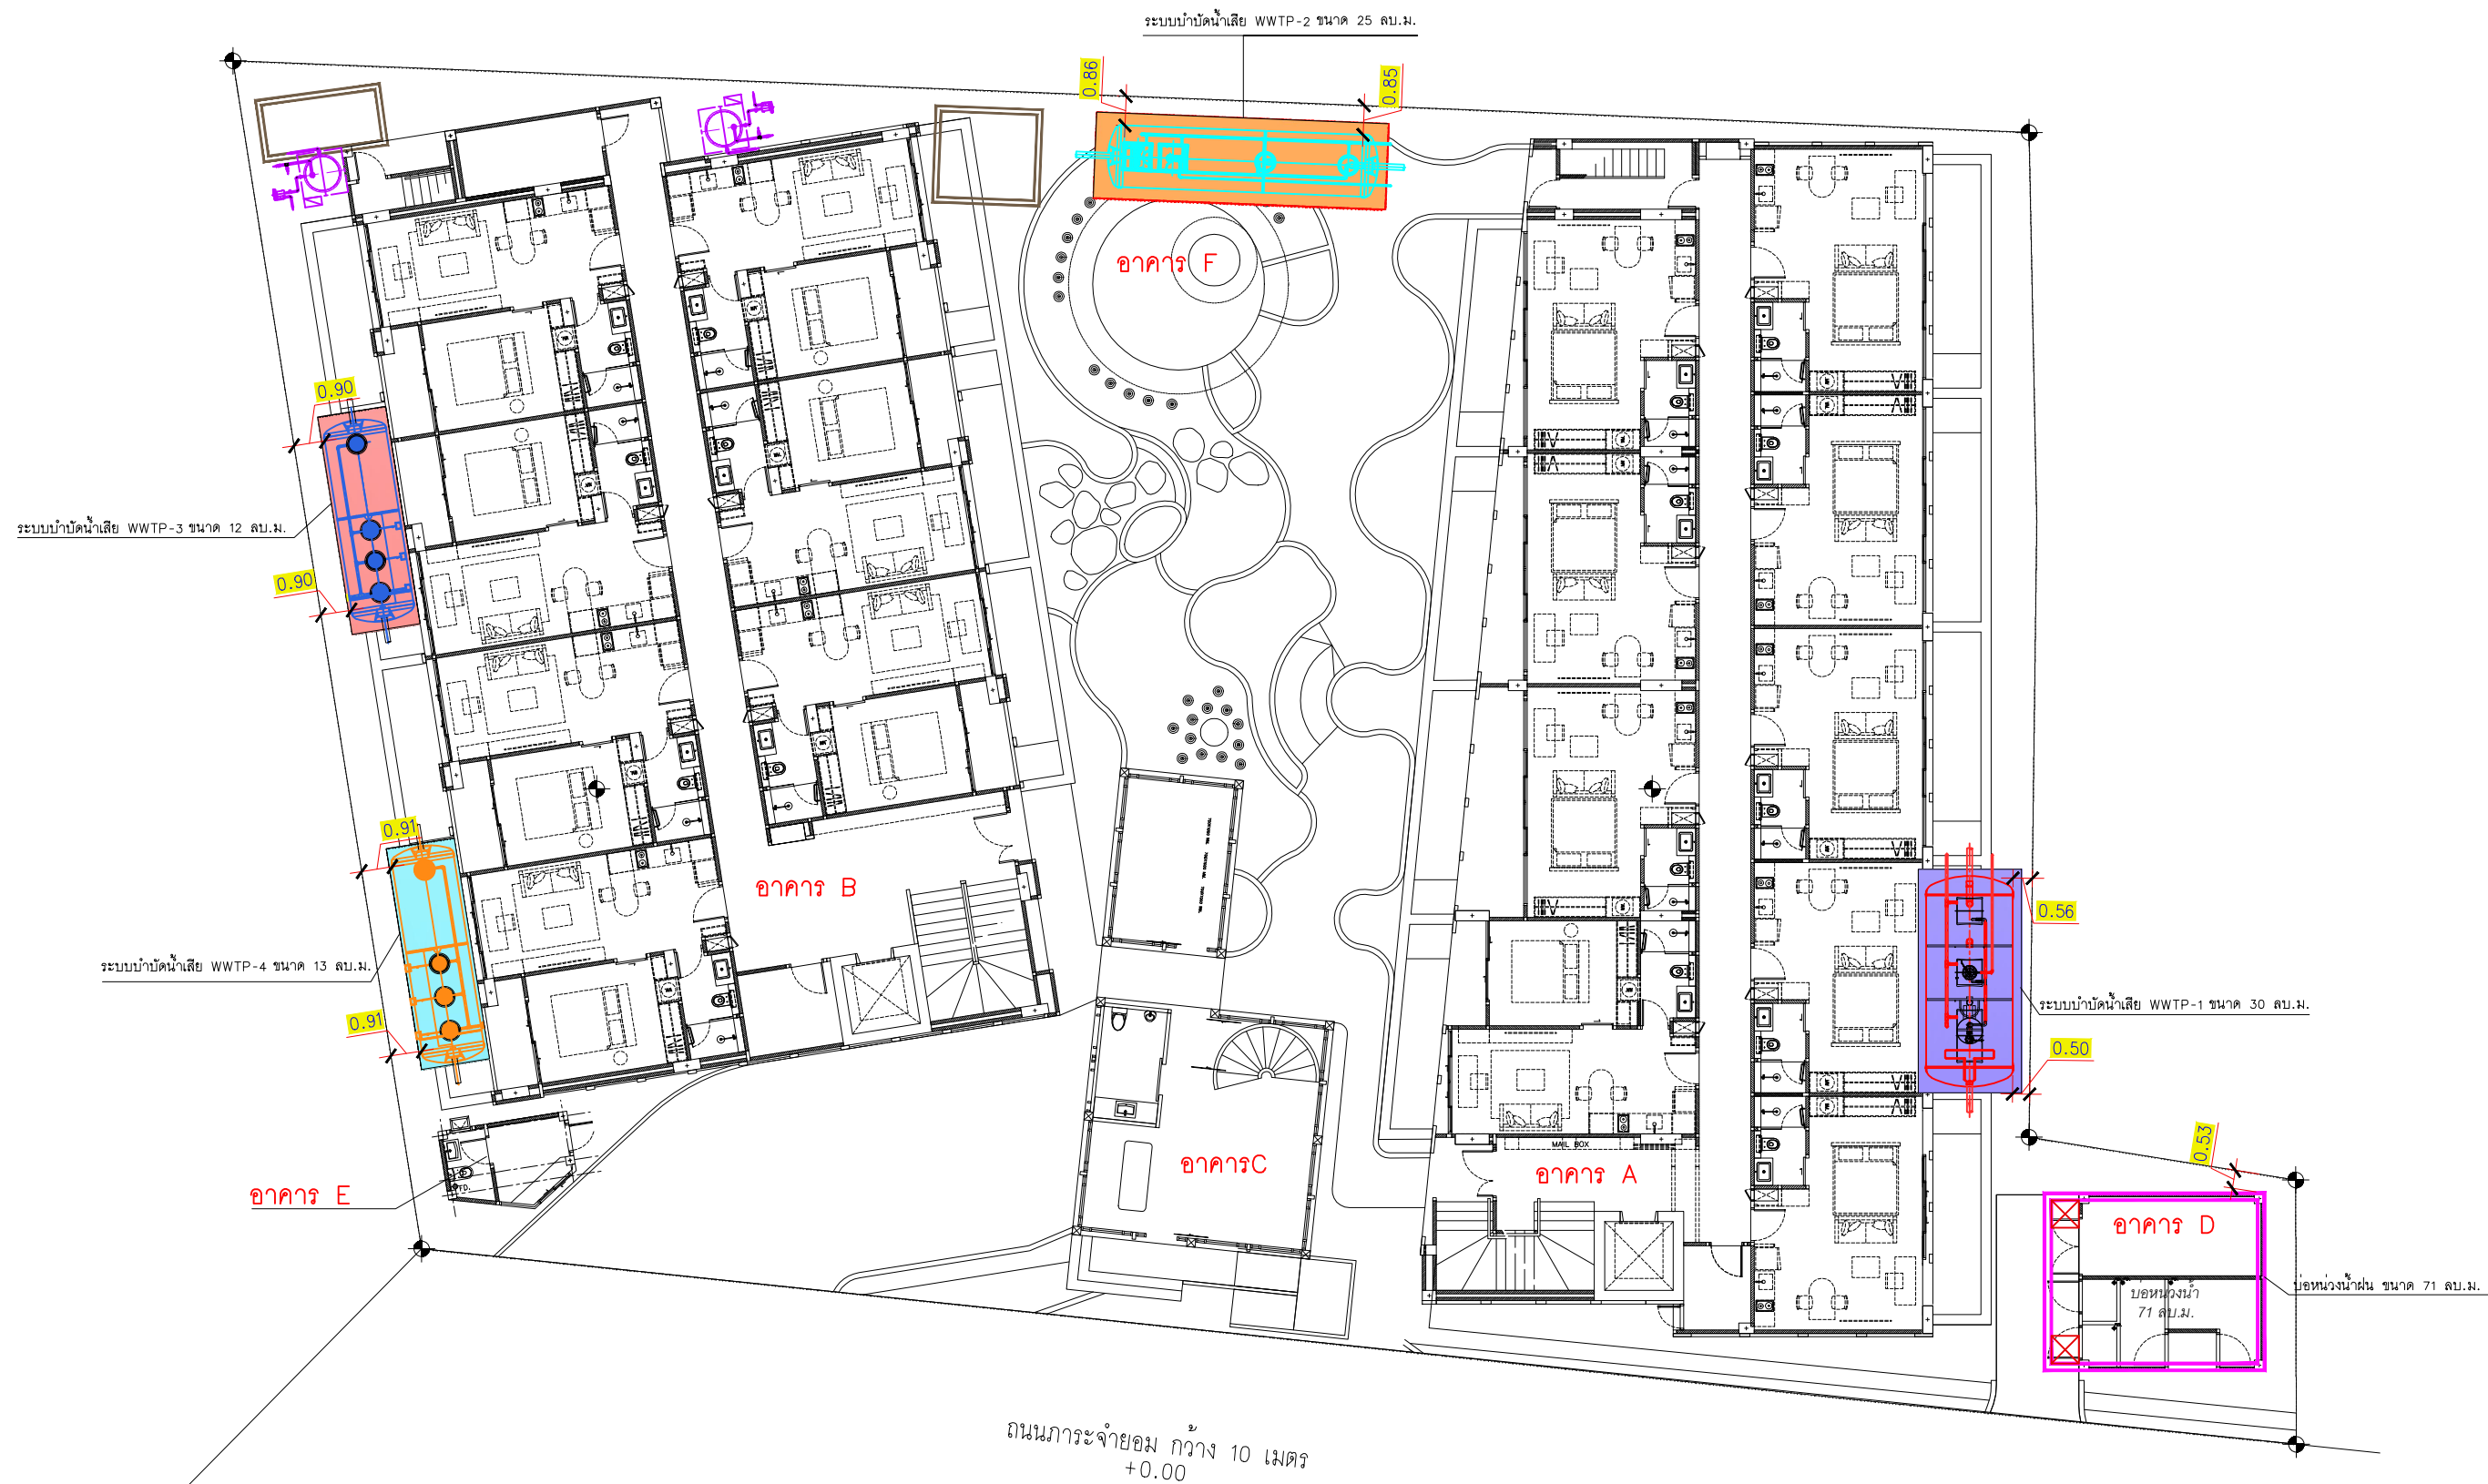 ระบบบำบัดน้ำเสีย WWTP-2 ขนาด 25 ลบ.ม.
0.86
0.85
อาคาร F
0.90
ระบบบำบัดน้ำเสีย WWTP-3 ขนาด 12 ลบ.ม.
0.90
0.91
อาคาร B
0.56
ระบบบำบัดน้ำเสีย WWTP-4 ขนาด 13 ลบ.ม.
0.91
ระบบบำบัดน้ำเสีย WWTP-1 ขนาด 30 ลบ.ม.
0.50
MAIL BOX
0.53
อาคารC
อาคาร A
อาคาร E
อาคาร D
บ่อหน่วงน้ำ
71 ลบ.ม.
บ่อหน่วงน้ำฝน ขนาด 71 ลบ.ม.
ถนนภาระจำยอม กว้าง 10 เมตร
+0.00